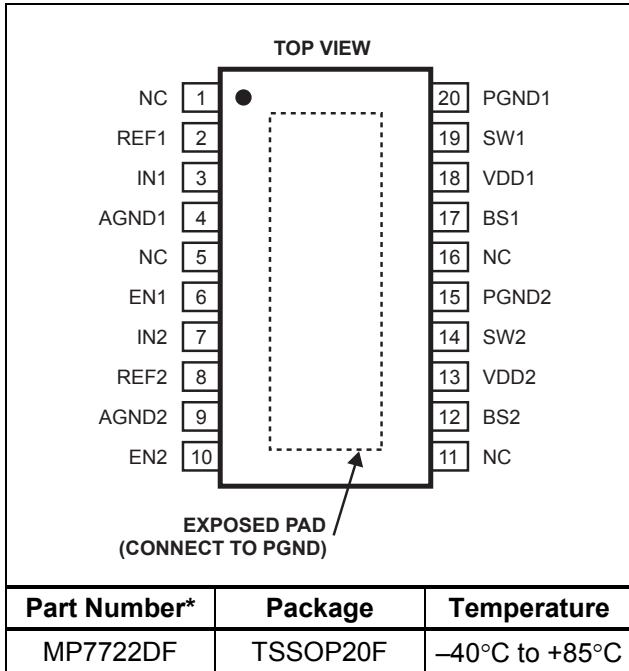 TOP VIEW
NC 1 20 PGND1
REF1 2 19 SW1
IN1 3 18 VDD1
AGND1 4 17 BS1
NC 5 16 NC
EN1 6 15 PGND2
IN2 7 14 SW2
REF2 8 13 VDD2
AGND2 9 12 BS2
EN2 10 11 NC
EXPOSED PAD
(CONNECT TO PGND)
Part Number* Package Temperature
MP7722DF TSSOP20F –40°C to +85°C